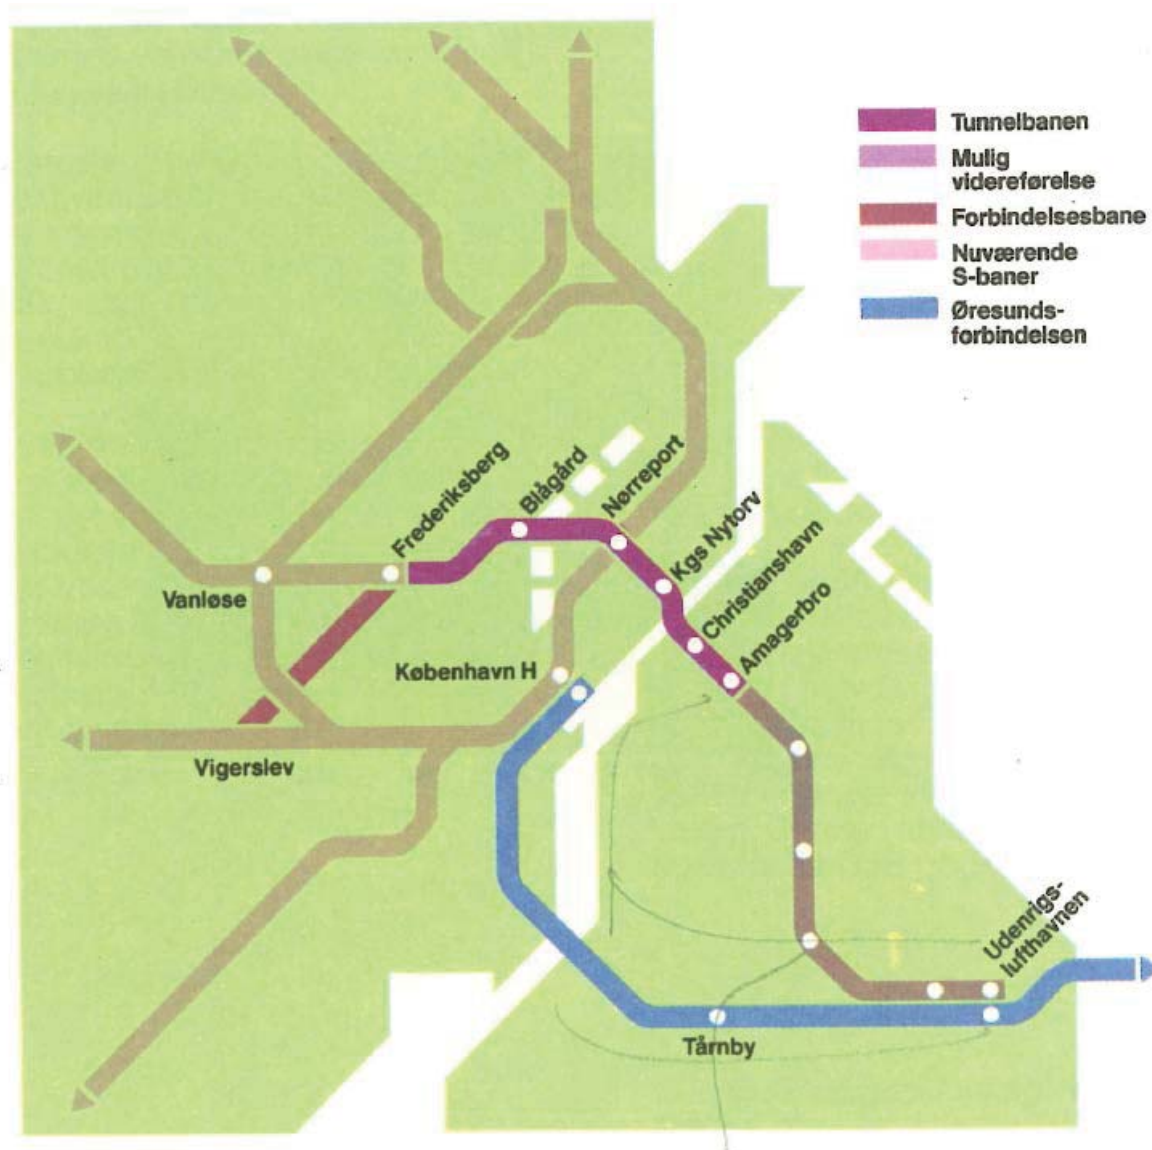 Tunnelbanen
Mulig
videreførelse
Forbindelsesbane
Nuværende
S-baner
Øresunds-
forbindelsen
Frederiksberg
Blågård
Nørreport
Kgs Nytorv
Christianshavn
Amagerbro
Vanløse
København H
Vigerslev
Udenrigs-
lufthavnen
Tårnby